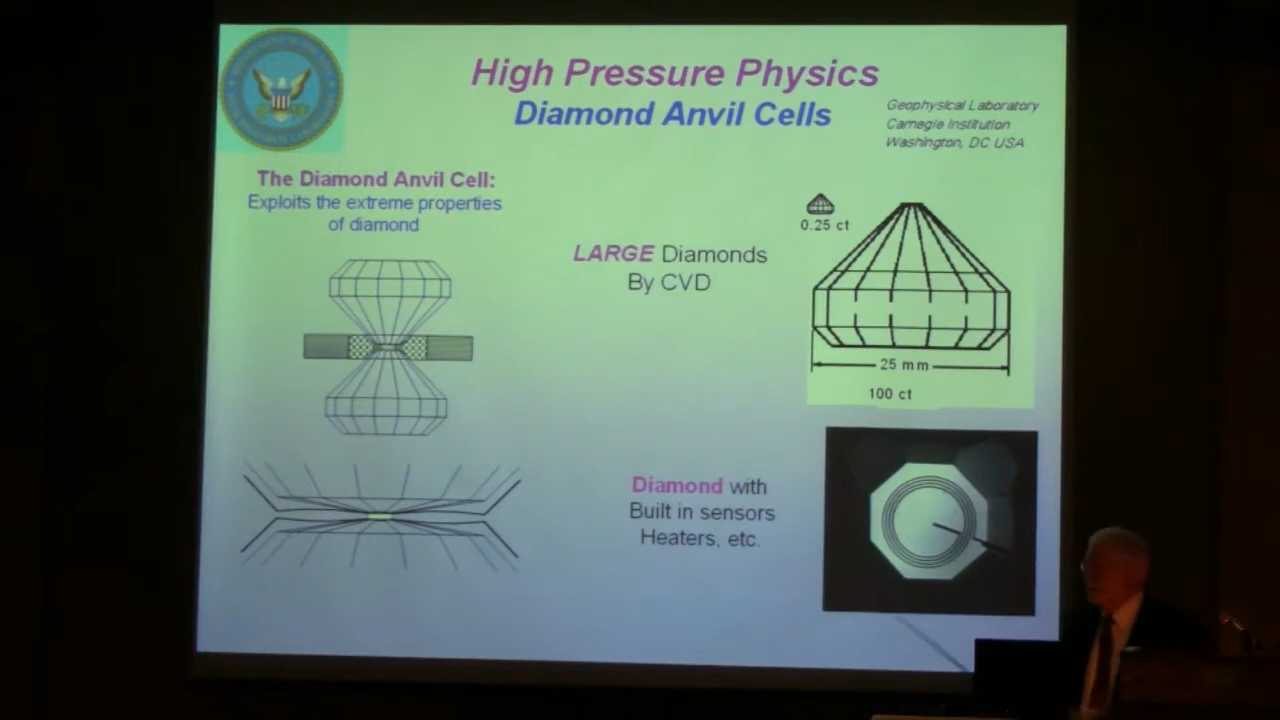 High Pressure Physics
Diamond Anvil Cells
Geophysical Laboratory
Carnegie Institution
Washington, DC USA
The Diamond Anvil Cell:
Exploits the extreme properties
of diamond
LARGE Diamonds
By CVD
0.25 ct
25 mm
100 ct
Diamond with
Built in sensors
Heaters, etc.